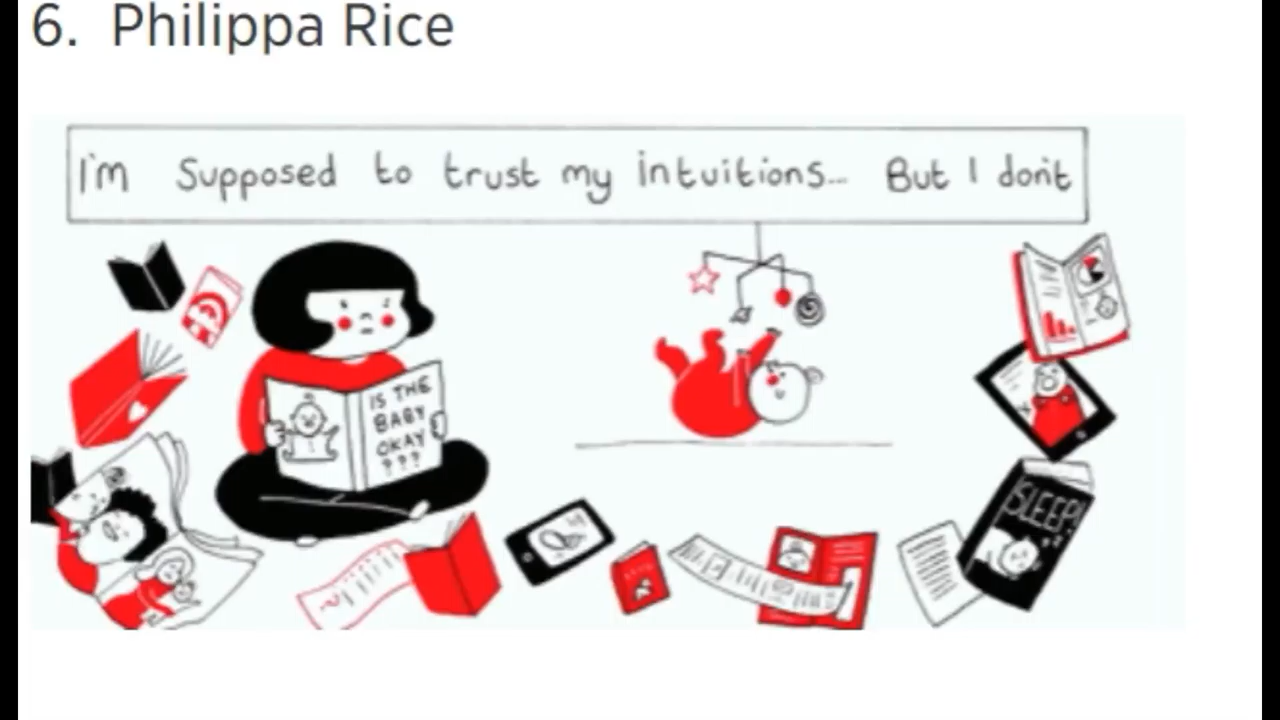 6. Philippa Rice
I'm Supposed to trust my intuitions... But I don't
IS THE
BABY
OKAY
???
SLEEP!